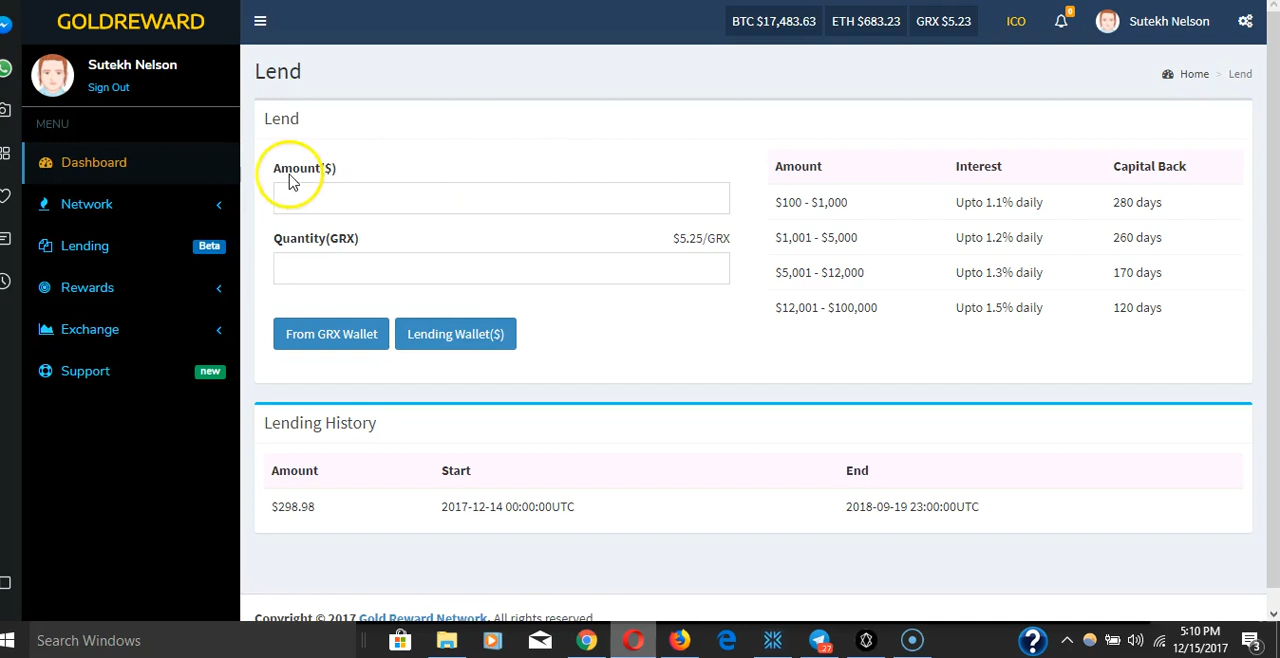 GOLDREWARD
BTC $17,483.63 ETH $683.23 GRX $5.23 ICO 0 Sutekh Nelson
Sutekh Nelson
Sign Out
MENU
Dashboard
Network
Lending Beta
Rewards
Exchange
Support new
Lend
Home > Lend
Lend
Amount($)
Quantity(GRX) $5.25/GRX
From GRX Wallet Lending Wallet($)
Amount Interest Capital Back
$100 - $1,000 Upto 1.1% daily 280 days
$1,001 - $5,000 Upto 1.2% daily 260 days
$5,001 - $12,000 Upto 1.3% daily 170 days
$12,001 - $100,000 Upto 1.5% daily 120 days
Lending History
Amount Start End
$298.98 2017-12-14 00:00:00UTC 2018-09-19 23:00:00UTC
Copyright © 2017 Gold Reward Network. All rights reserved.
Search Windows
27
5:10 PM
12/15/2017
3